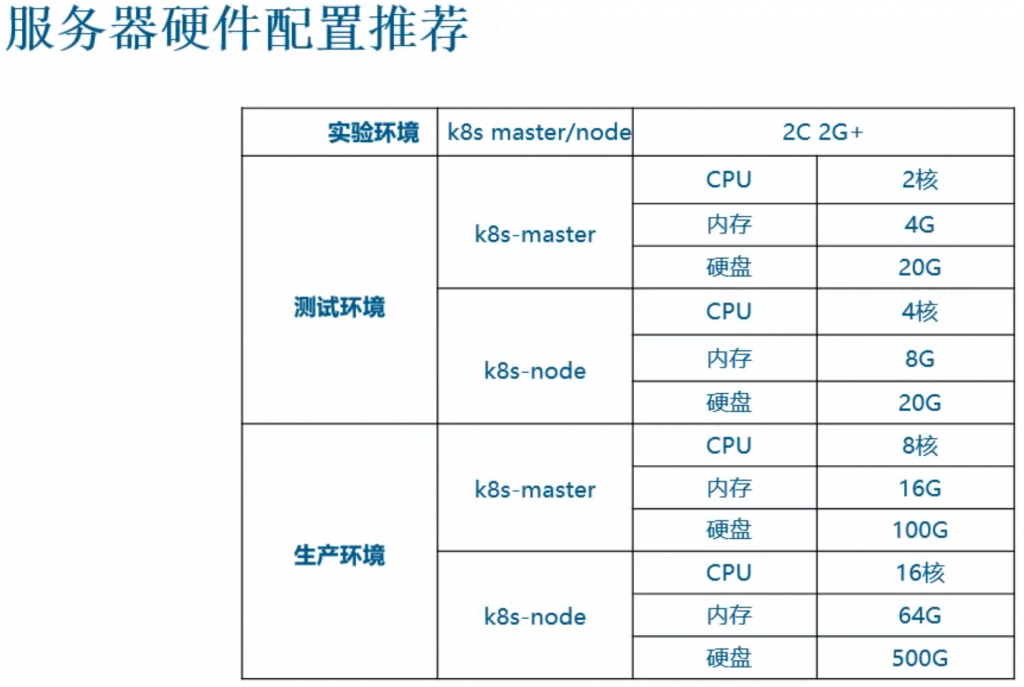 服务器硬件配置推荐
实验环境 k8s master/node 2C 2G+
测试环境 k8s-master CPU 2核
内存 4G
硬盘 20G
k8s-node CPU 4核
内存 8G
硬盘 20G
生产环境 k8s-master CPU 8核
内存 16G
硬盘 100G
k8s-node CPU 16核
内存 64G
硬盘 500G